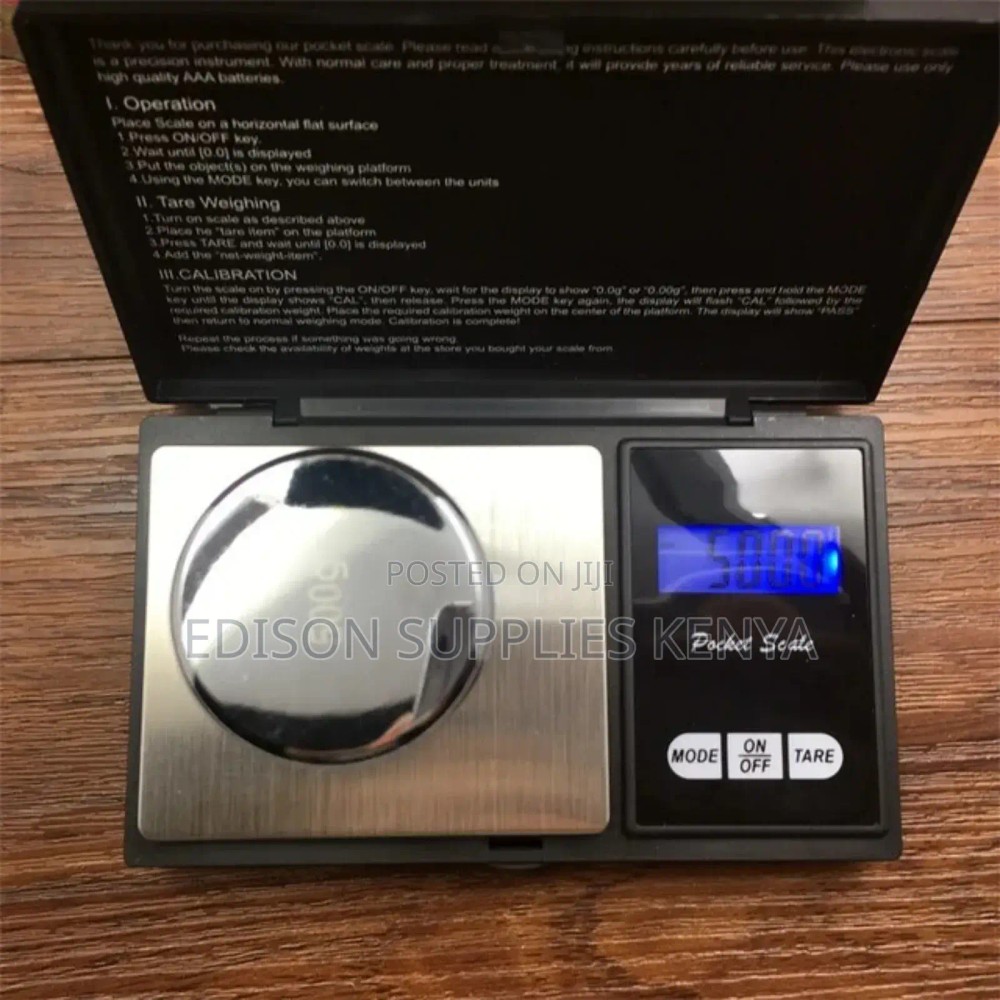 Thank you for purchasing our pocket scale. Please read instructions carefully before use. This electronic scale
is a precision instrument. With normal care and proper treatment, it will provide years of reliable service. Please use only
high quality AAA batteries.
I. Operation
Place Scale on a horizontal flat surface
1.Press ON/OFF key.
2.Wait until [0.0] is displayed
3.Put the object(s) on the weighing platform
4.Using the MODE key, you can switch between the units
II. Tare Weighing
1.Turn on scale as described above
2.Place he "tare item" on the platform
3.Press TARE and wait until [0.0] is displayed
4.Add the "net-weight-item".
III.CALIBRATION
Turn the scale on by pressing the ON/OFF key, wait for the display to show "0.0g" or "0.00g", then press and hold the MODE
key until the display shows "CAL", then release. Press the MODE key again, the display will flash "CAL" followed by the
required calibration weight. Place the required calibration weight on the center of the platform. The display will show "PASS"
then return to normal weighing mode. Calibration is complete!
Repeat the process if something was going wrong.
Please check the availability of weights at the store you bought your scale from
500g
POSTED ON JIJI
EDISON SUPPLIES KENYA
Pocket Scale
MODE
ON
OFF
TARE